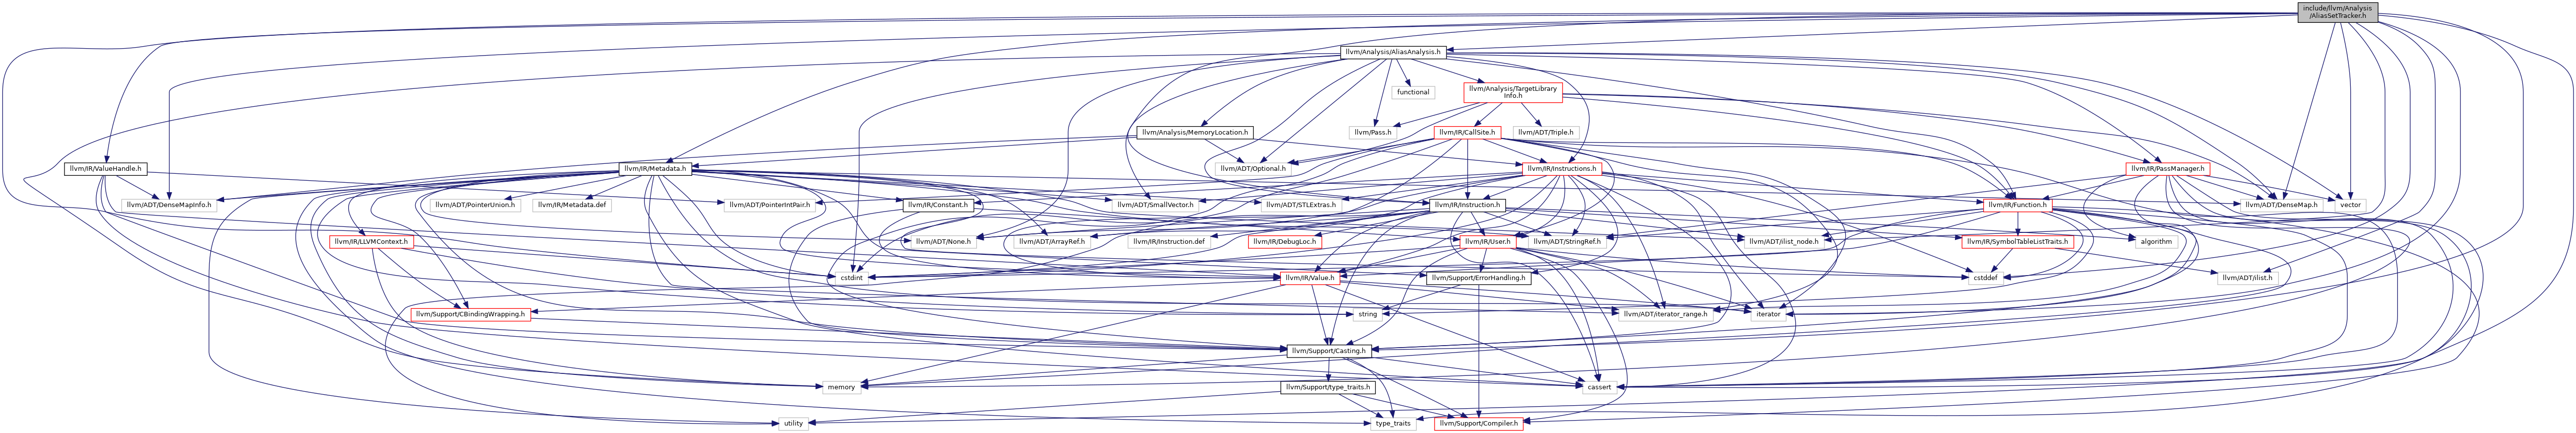 include/llvm/Analysis
/AliasSetTracker.h
llvm/Analysis/AliasAnalysis.h
functional
llvm/Analysis/TargetLibrary
Info.h
llvm/Pass.h
llvm/Analysis/MemoryLocation.h
llvm/IR/CallSite.h
llvm/ADT/Triple.h
llvm/IR/ValueHandle.h
llvm/IR/Metadata.h
llvm/ADT/Optional.h
llvm/IR/Instructions.h
llvm/IR/PassManager.h
llvm/ADT/DenseMapInfo.h
llvm/ADT/PointerUnion.h
llvm/IR/Metadata.def
llvm/ADT/PointerIntPair.h
llvm/IR/Constant.h
llvm/ADT/SmallVector.h
llvm/ADT/STLExtras.h
llvm/IR/Instruction.h
llvm/IR/Function.h
llvm/ADT/DenseMap.h
vector
llvm/IR/LLVMContext.h
llvm/ADT/None.h
llvm/ADT/ArrayRef.h
llvm/IR/Instruction.def
llvm/IR/DebugLoc.h
llvm/IR/User.h
llvm/ADT/StringRef.h
llvm/ADT/ilist_node.h
llvm/IR/SymbolTableListTraits.h
algorithm
cstdint
llvm/IR/Value.h
llvm/Support/ErrorHandling.h
cstddef
llvm/ADT/ilist.h
llvm/Support/CBindingWrapping.h
string
llvm/ADT/iterator_range.h
iterator
llvm/Support/Casting.h
memory
llvm/Support/type_traits.h
cassert
utility
type_traits
llvm/Support/Compiler.h